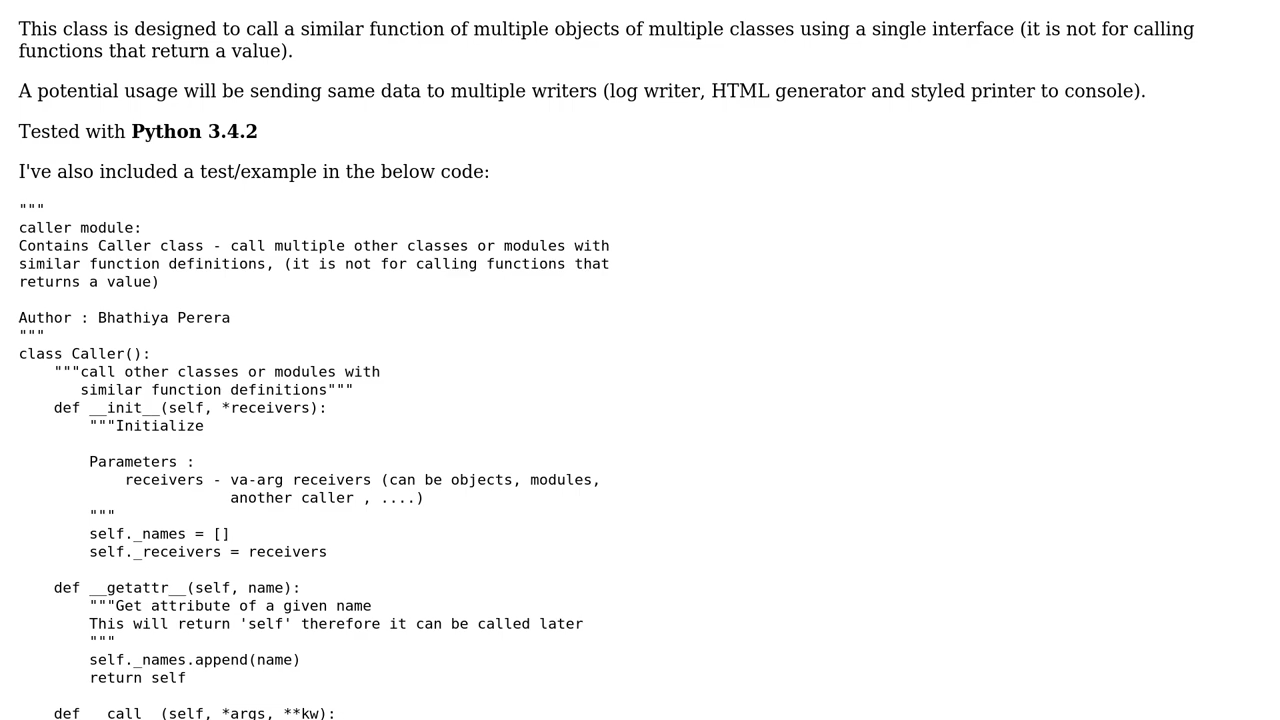 This class is designed to call a similar function of multiple objects of multiple classes using a single interface (it is not for calling
functions that return a value).
A potential usage will be sending same data to multiple writers (log writer, HTML generator and styled printer to console).
Tested with Python 3.4.2
I've also included a test/example in the below code:
"""
caller module:
Contains Caller class - call multiple other classes or modules with
similar function definitions, (it is not for calling functions that
returns a value)

Author : Bhathiya Perera
"""
class Caller():
    """call other classes or modules with
       similar function definitions"""
    def __init__(self, *receivers):
        """Initialize

        Parameters :
            receivers - va-arg receivers (can be objects, modules,
                        another caller , ....)
        """
        self._names = []
        self._receivers = receivers

    def __getattr__(self, name):
        """Get attribute of a given name
        This will return 'self' therefore it can be called later
        """
        self._names.append(name)
        return self

    def __call__(self, *args, **kw):